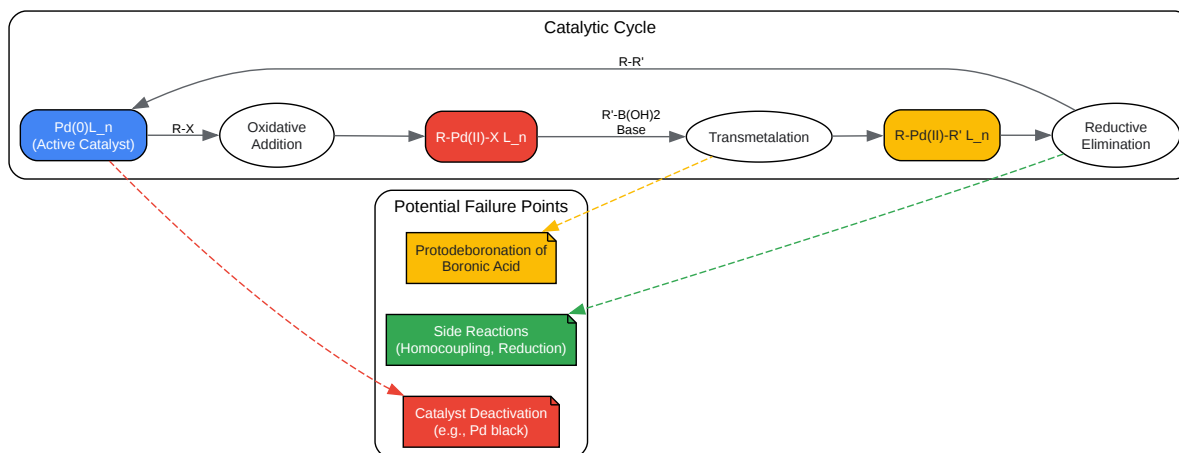 Catalytic Cycle
R-R'
Pd(0)L_n
(Active Catalyst)
R-X
Oxidative
Addition
R-Pd(II)-X L_n
R'-B(OH)2
Base
Transmetalation
R-Pd(II)-R' L_n
Reductive
Elimination
Potential Failure Points
Protodeboronation of
Boronic Acid
Side Reactions
(Homocoupling, Reduction)
Catalyst Deactivation
(e.g., Pd black)